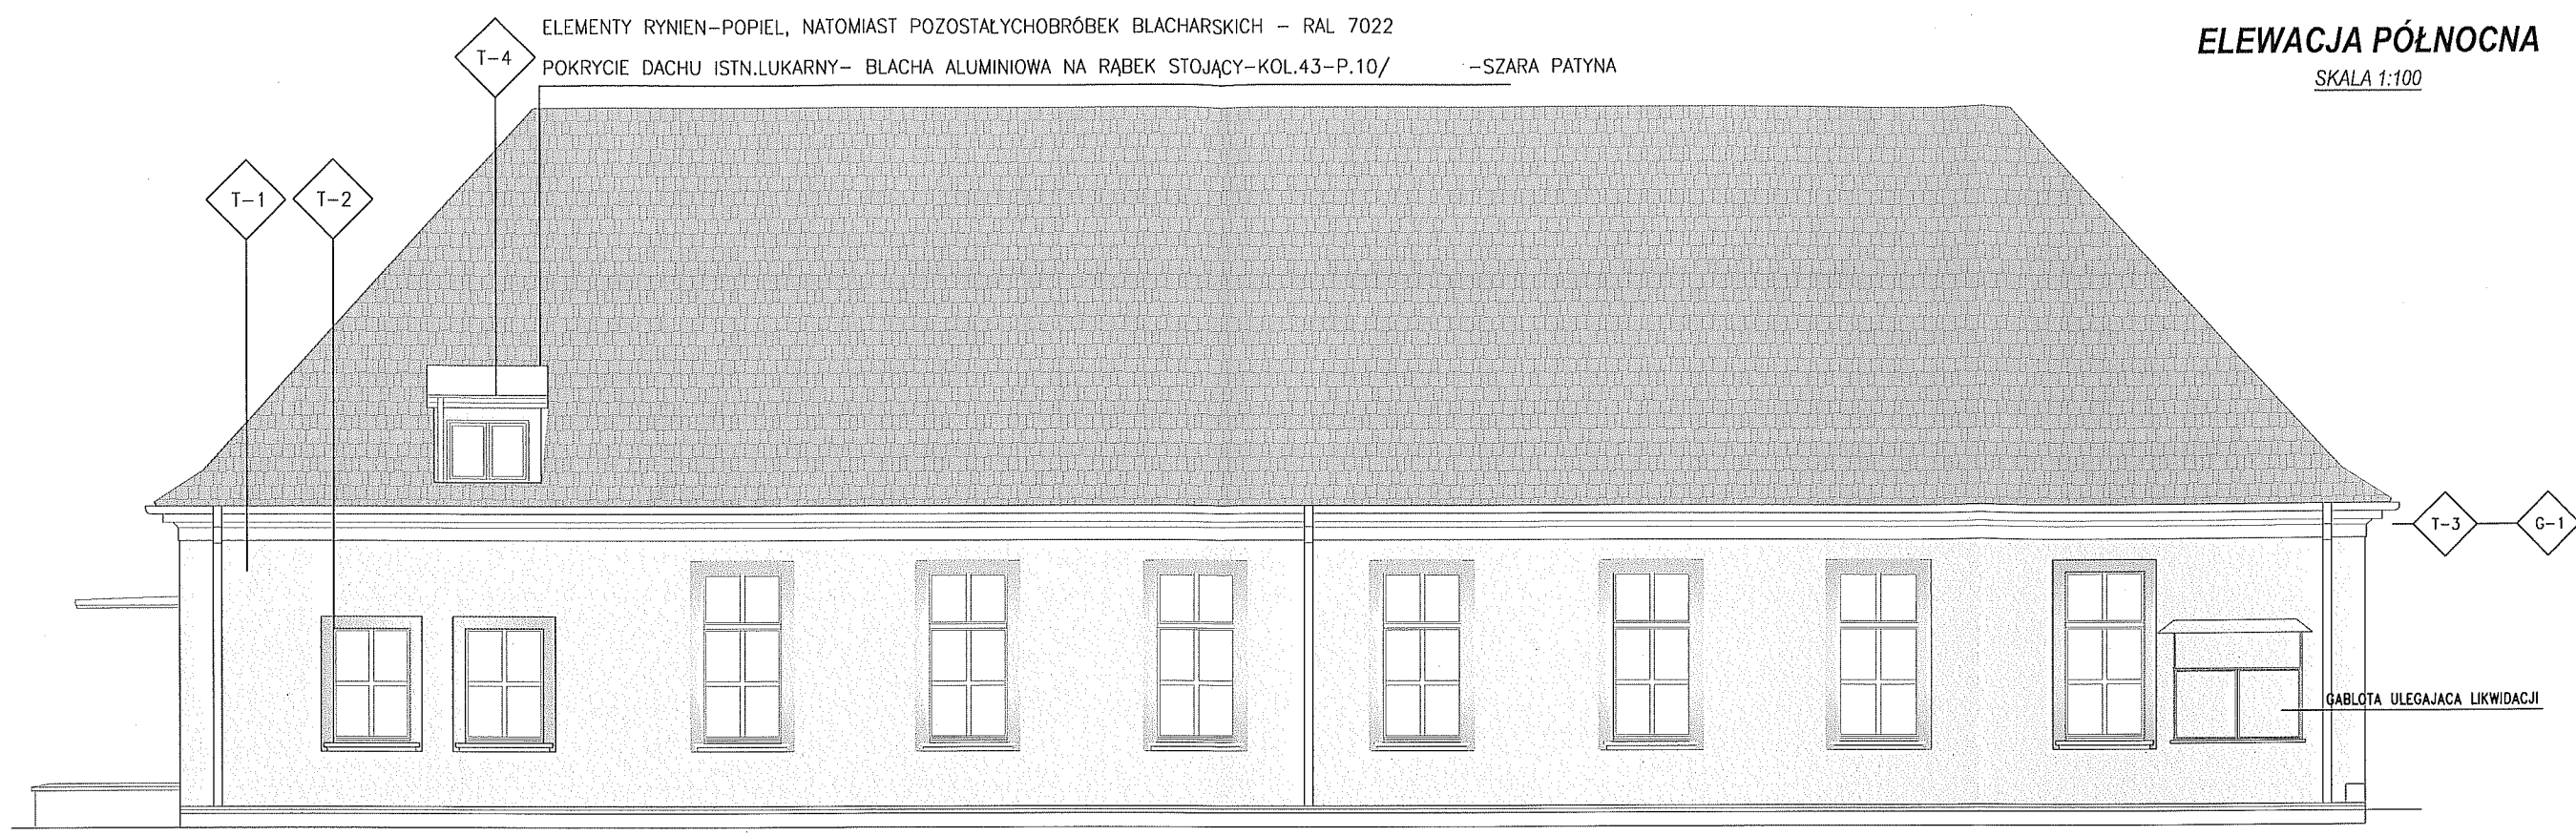 ELEMENTY RYNIEN-POPIEL, NATOMIAST POZOSTAŁYCHOBRÓBEK BLACHARSKICH - RAL 7022
T-4
POKRYCIE DACHU ISTN.LUKARNY- BLACHA ALUMINIOWA NA RĄBEK STOJĄCY-KOL.43-P.10/ -SZARA PATYNA
ELEWACJA PÓŁNOCNA
SKALA 1:100
T-1
T-2
T-3
G-1
GABLOTA ULEGAJACA LIKWIDACJI